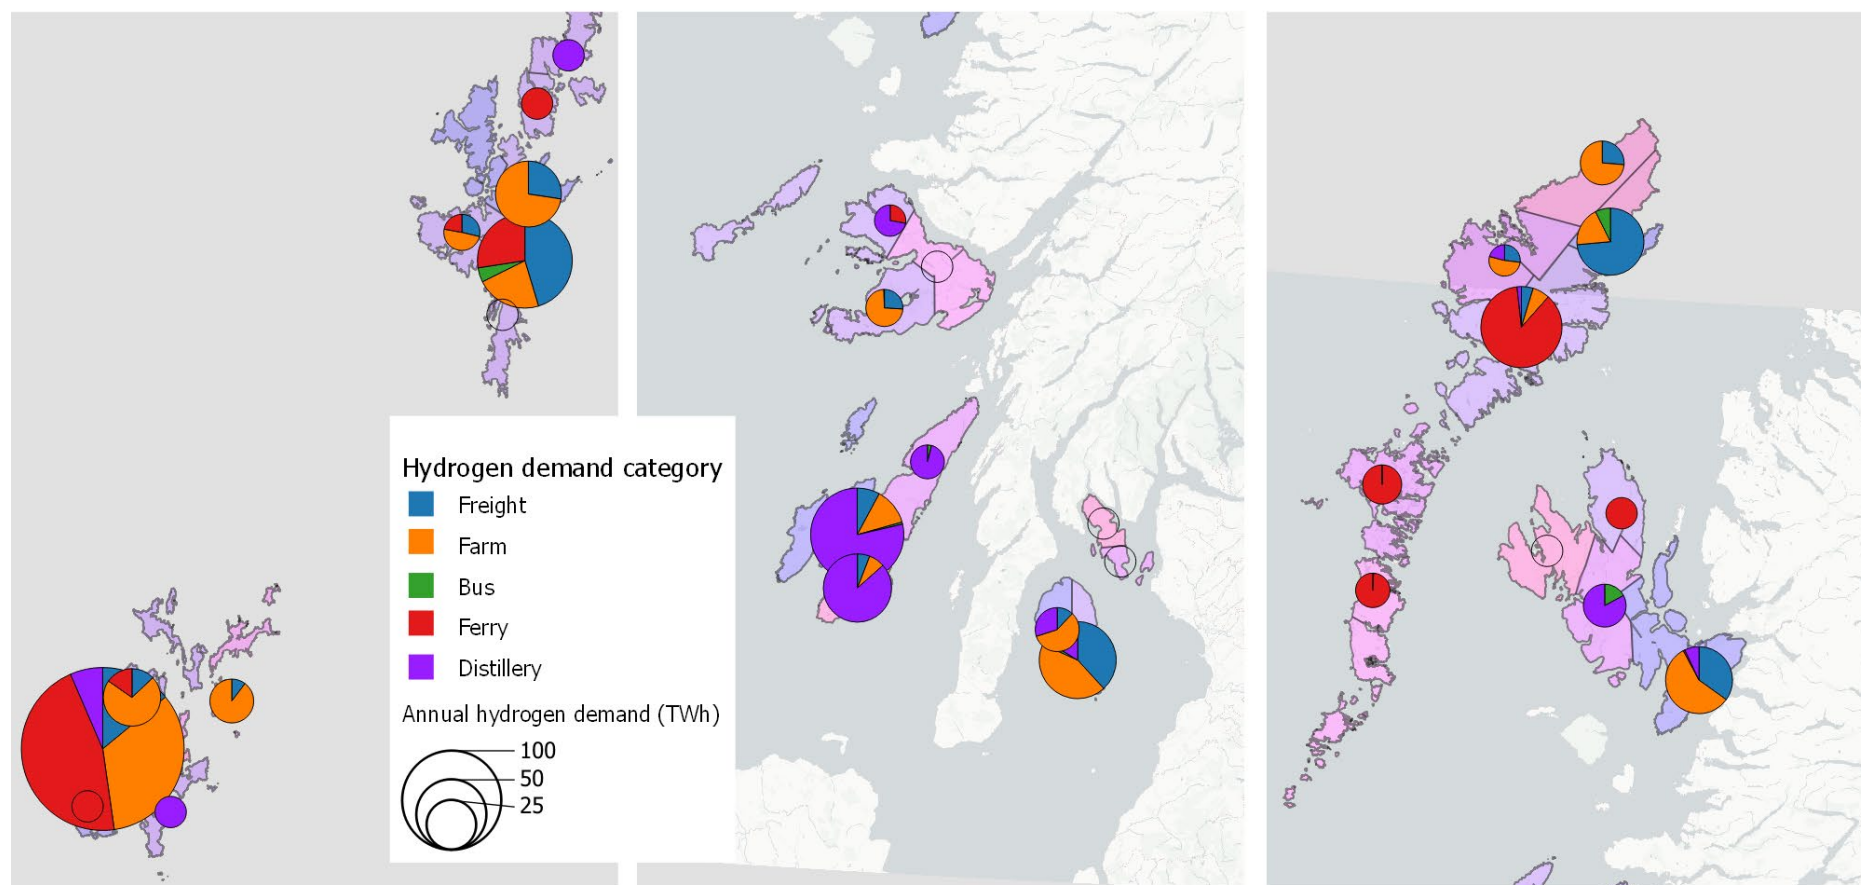 Hydrogen demand category
Freight
Farm
Bus
Ferry
Distillery
Annual hydrogen demand (TWh)
100
50
25